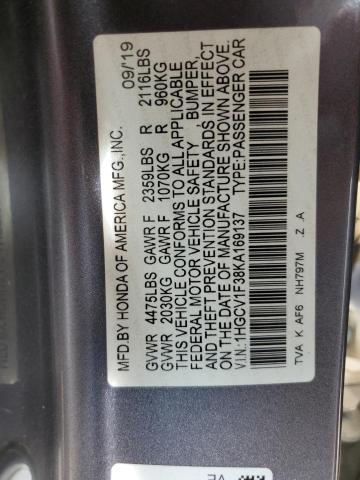 MFD.BY HONDA OF AMERICA MFG.,INC. 09/'19
GVWR 4475LBS GAWR F 2359LBS R 2116LBS
GVWR 2030KG GAWR F 1070KG R 960KG
THIS VEHICLE CONFORMS TO ALL APPLICABLE
FEDERAL MOTOR VEHICLE SAFETY , BUMPER,
AND THEFT PREVENTION STANDARDS IN EFFECT
ON THE DATE OF MANUFACTURE SHOWN ABOVE.
V.I.N.:1HGCV1F38KA169137 TYPE:PASSENGER CAR
TVA K AF6 NH797M .Z A
VE